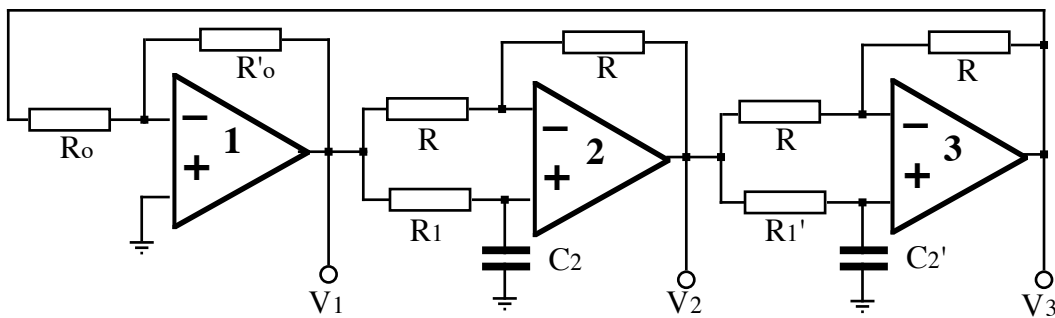 R'o
R
R
Ro
− + 1
R
− + 2
R
− + 3
R1
R1'
C2
C2'
V1
V2
V3